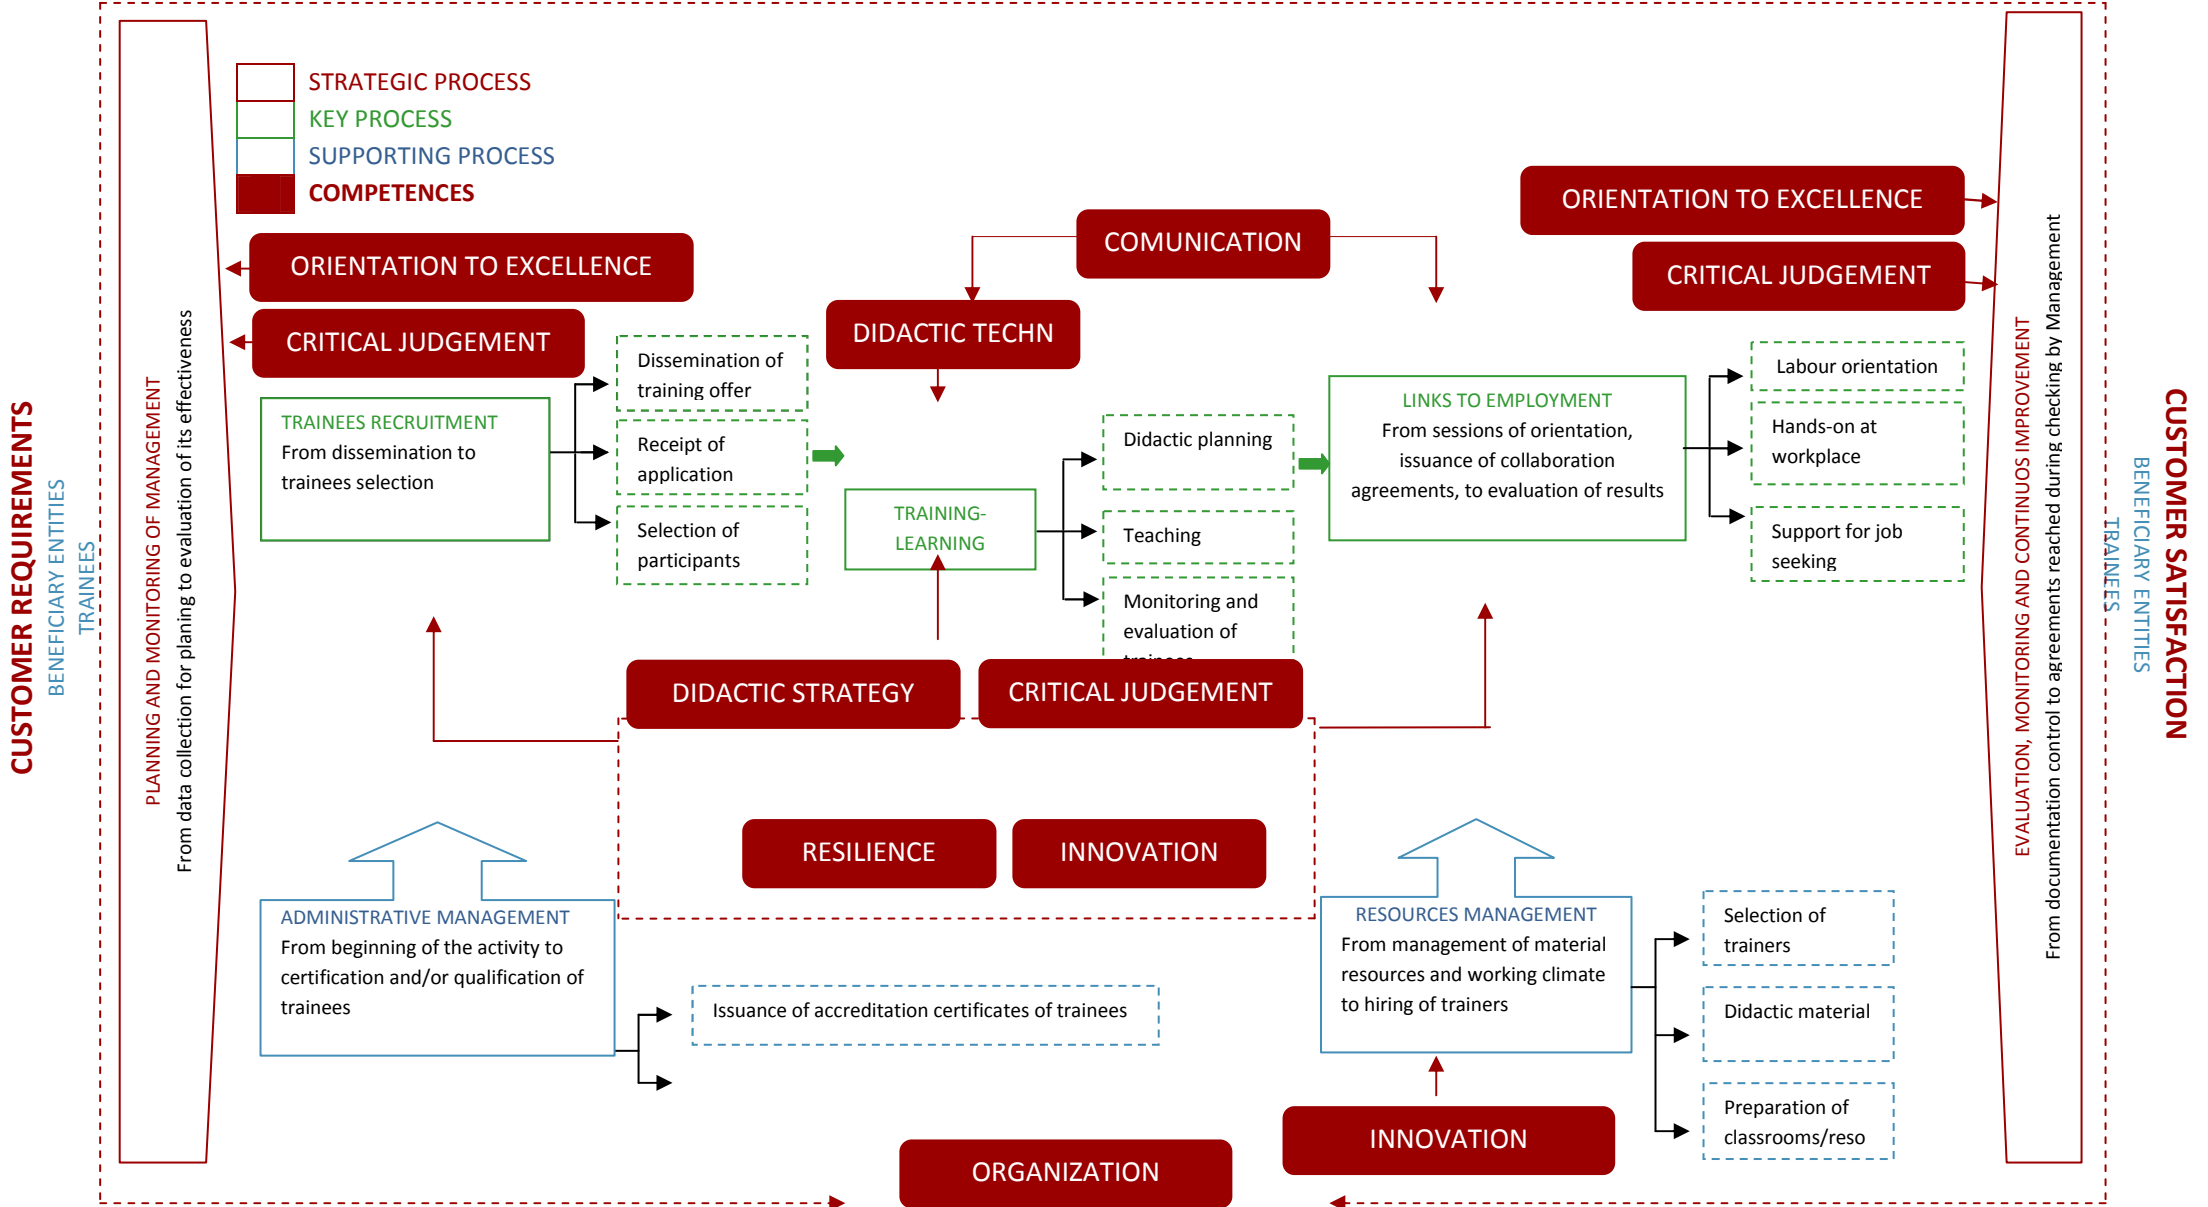 STRATEGIC PROCESS
KEY PROCESS
SUPPORTING PROCESS
COMPETENCES
CUSTOMER REQUIREMENTS
BENEFICIARY ENTITIES
TRAINEES
PLANNING AND MONITORING OF MANAGEMENT
From data collection for planing to evaluation of its effectiveness
ORIENTATION TO EXCELLENCE
CRITICAL JUDGEMENT
COMUNICATION
DIDACTIC TECHN
ORIENTATION TO EXCELLENCE
CRITICAL JUDGEMENT
TRAINEES RECRUITMENT
From dissemination to
trainees selection
Dissemination of
training offer
Receipt of
application
Selection of
participants
TRAINING-
LEARNING
Didactic planning
Teaching
Monitoring and
evaluation of
trainees
LINKS TO EMPLOYMENT
From sessions of orientation,
issuance of collaboration
agreements, to evaluation of results
Labour orientation
Hands-on at
workplace
Support for job
seeking
DIDACTIC STRATEGY
CRITICAL JUDGEMENT
RESILIENCE
INNOVATION
ADMINISTRATIVE MANAGEMENT
From beginning of the activity to
certification and/or qualification of
trainees
Issuance of accreditation certificates of trainees
RESOURCES MANAGEMENT
From management of material
resources and working climate
to hiring of trainers
Selection of
trainers
Didactic material
Preparation of
classrooms/reso
INNOVATION
ORGANIZATION
EVALUATION, MONITORING AND CONTINUOS IMPROVEMENT
From documentation control to agreements reached during checking by Management
CUSTOMER SATISFACTION
BENEFICIARY ENTITIES
TRAINEES